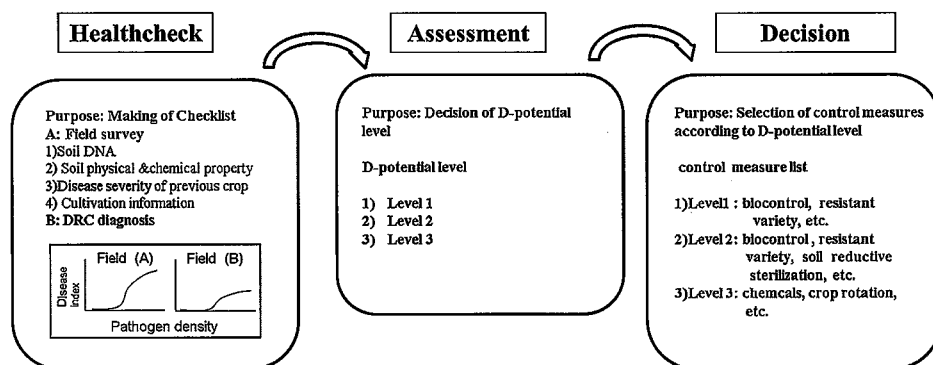 Healthcheck
Purpose: Making of Checklist
A: Field survey
1)Soil DNA
2) Soil physical &chemical property
3)Disease severity of previous crop
4) Cultivation information
B: DRC diagnosis
Field (A)
Field (B)
Disease
index
Pathogen density
Assessment
Purpose: Decision of D-potential
level
D-potential level
1) Level 1
2) Level 2
3) Level 3
Decision
Purpose: Selection of control measures
according to D-potential level
control measure list
1)Level1 : biocontrol, resistant
variety, etc.
2)Level 2: biocontrol , resistant
variety, soil reductive
sterilization, etc.
3)Level 3: chemcals, crop rotation,
etc.